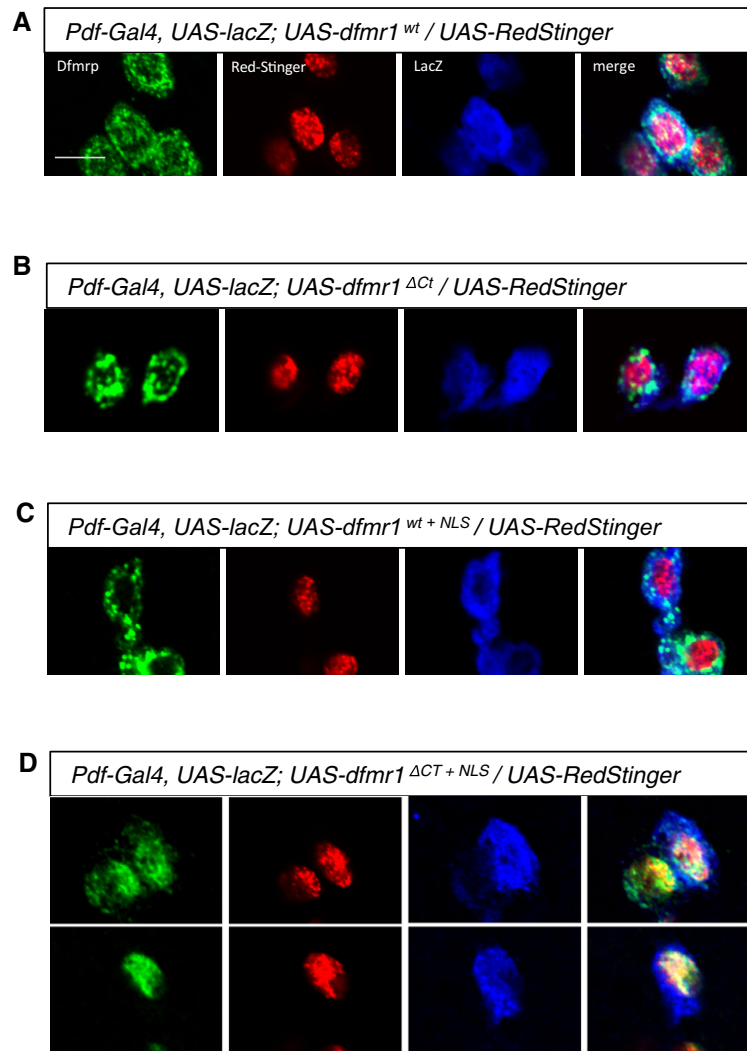 A
Pdf-Gal4, UAS-lacZ; UAS-dfmr1 wt / UAS-RedStinger
Dfmrp Red-Stinger LacZ merge
B
Pdf-Gal4, UAS-lacZ; UAS-dfmr1 ΔCt / UAS-RedStinger
C
Pdf-Gal4, UAS-lacZ; UAS-dfmr1 wt + NLS / UAS-RedStinger
D
Pdf-Gal4, UAS-lacZ; UAS-dfmr1 ΔCT + NLS / UAS-RedStinger